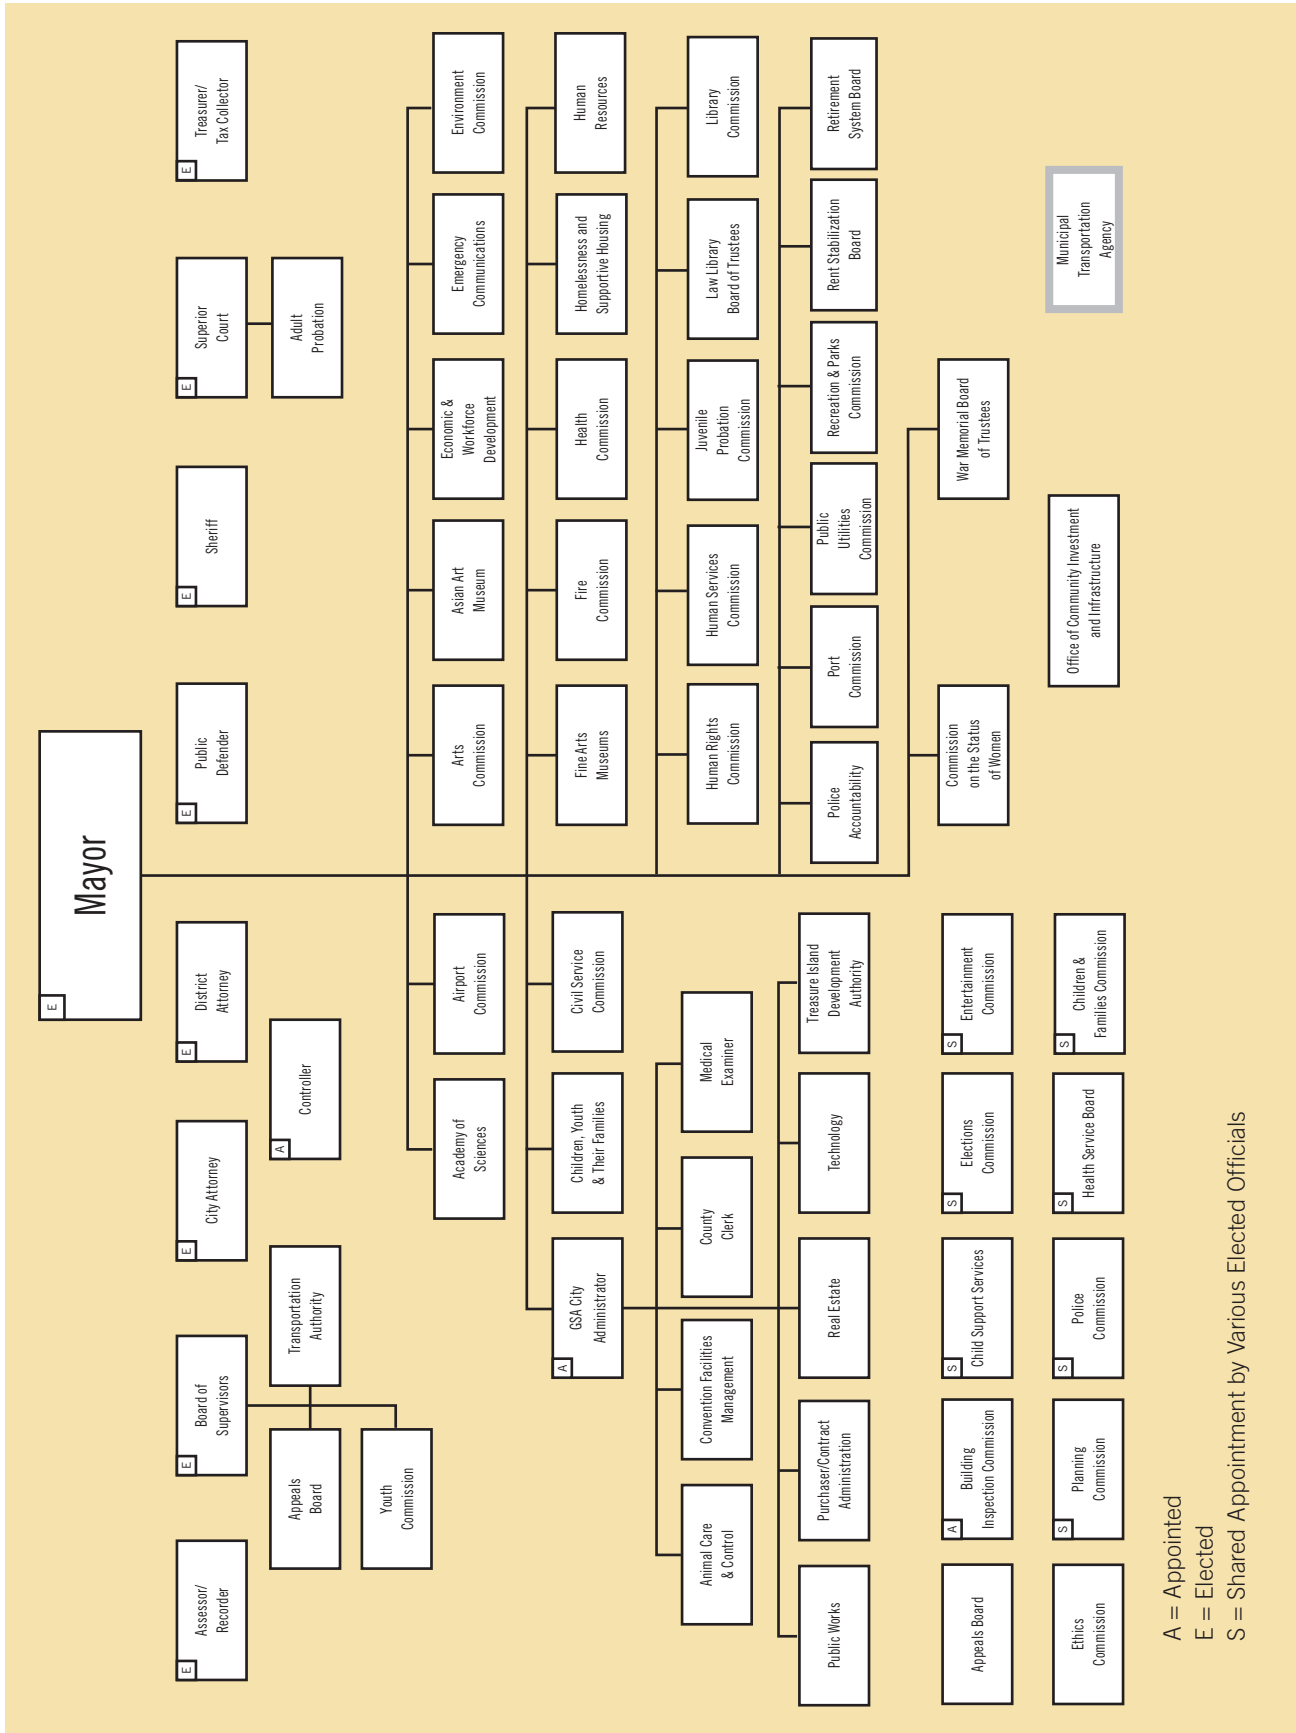 E
Mayor
E
Assessor/
Recorder
E
Board of
Supervisors
E
City Attorney
E
District
Attorney
E
Public
Defender
E
Sheriff
E
Superior
Court
E
Treasurer/
Tax Collector
Appeals
Board
Transportation
Authority
A
Controller
Adult
Probation
Youth
Commission
Academy of
Sciences
Airport
Commission
Arts
Commission
Asian Art
Museum
Economic &
Workforce
Development
Emergency
Communications
Environment
Commission
A
GSA City
Administrator
Children, Youth
& Their Families
Civil Service
Commission
Fine Arts
Museums
Fire
Commission
Health
Commission
Homelessness and
Supportive Housing
Human
Resources
Animal Care
& Control
Convention Facilities
Management
County
Clerk
Medical
Examiner
Human Rights
Commission
Human Services
Commission
Juvenile
Probation
Commission
Law Library
Board of Trustees
Library
Commission
Public Works
Purchaser/Contract
Administration
Real Estate
Technology
Treasure Island
Development
Authority
Police
Accountability
Port
Commission
Public
Utilities
Commission
Recreation & Parks
Commission
Rent Stabilization
Board
Retirement
System Board
Appeals Board
A
Building
Inspection Commission
S
Child Support Services
S
Elections
Commission
S
Entertainment
Commission
Commission
on the Status
of Women
War Memorial Board
of Trustees
Ethics
Commission
S
Planning
Commission
S
Police
Commission
S
Health Service Board
S
Children &
Families Commission
Office of Community Investment
and Infrastructure
Municipal
Transportation
Agency
A = Appointed
E = Elected
S = Shared Appointment by Various Elected Officials